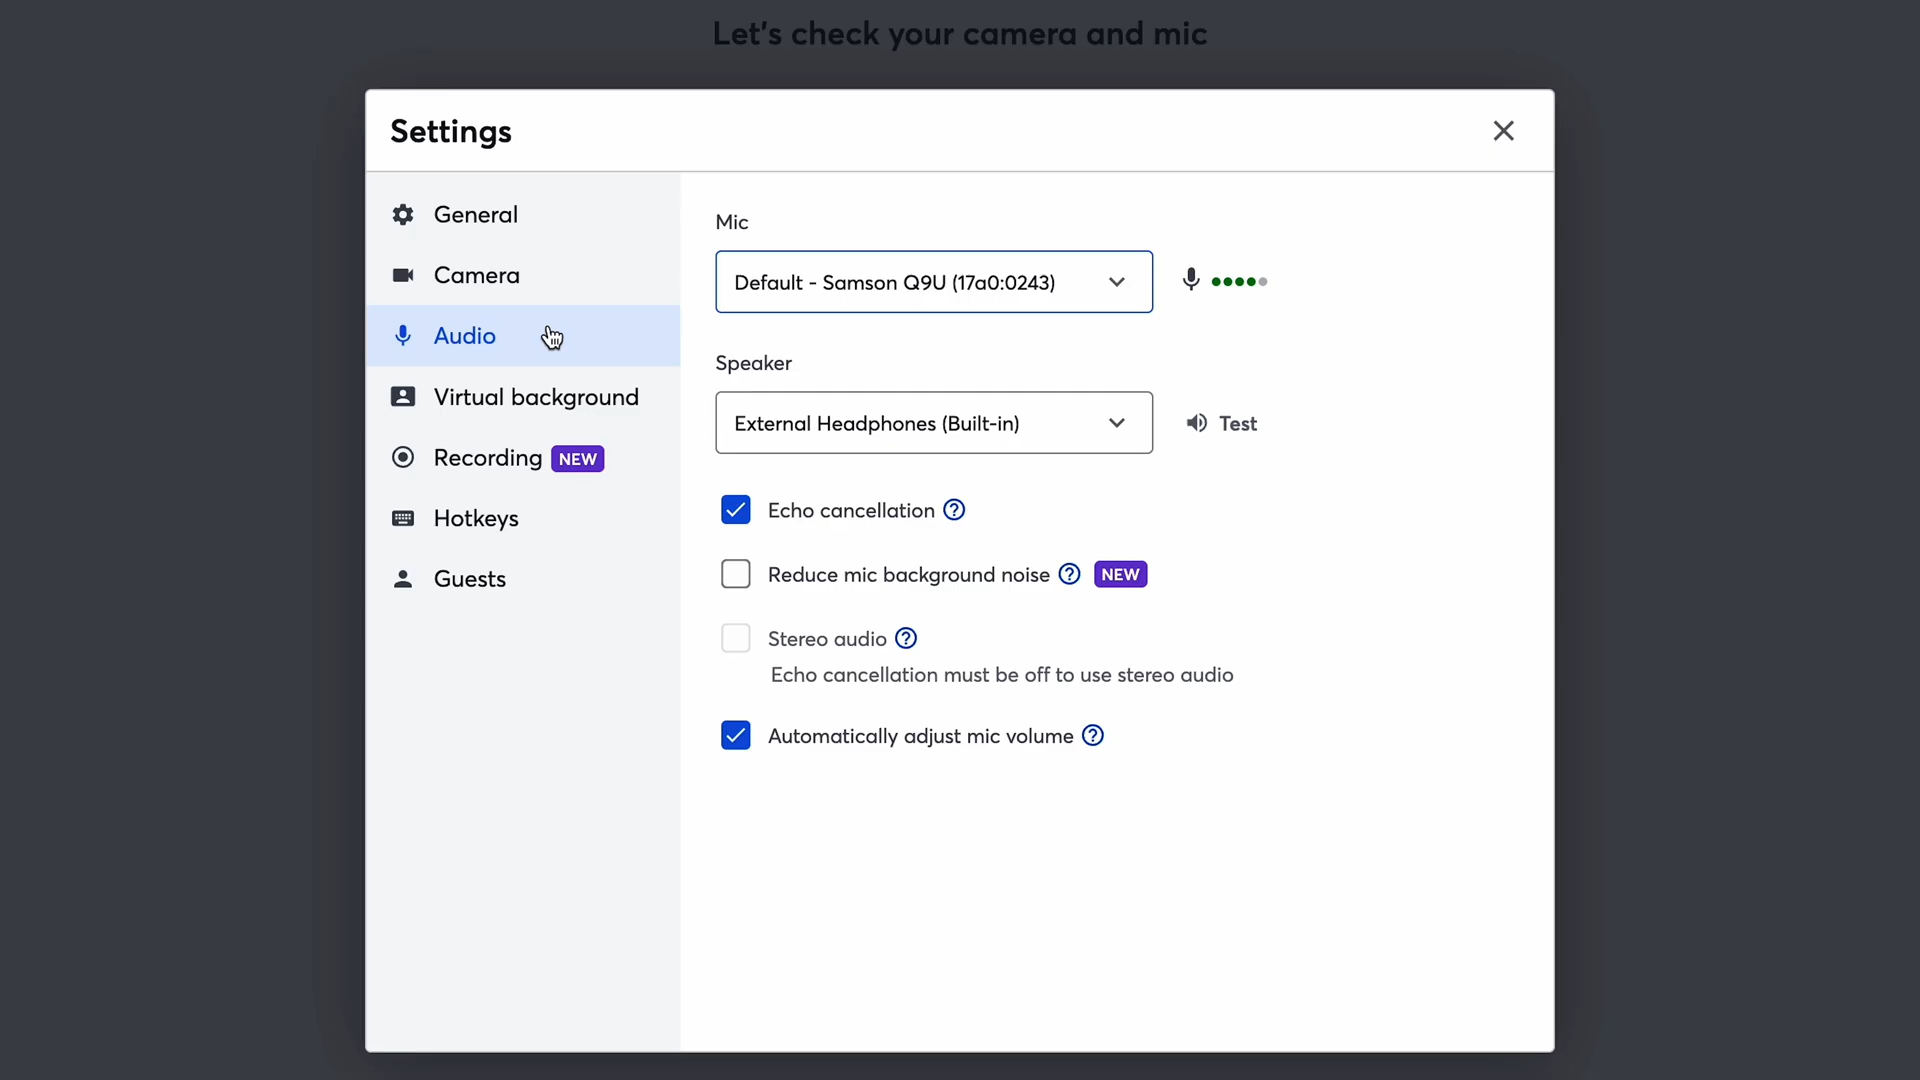 Let's check your camera and mic
Settings
General
Camera
Audio
Virtual background
Recording NEW
Hotkeys
Guests
Mic
Default - Samson Q9U (17a0:0243)
Speaker
External Headphones (Built-in)
Test
Echo cancellation
Reduce mic background noise NEW
Stereo audio
Echo cancellation must be off to use stereo audio
Automatically adjust mic volume